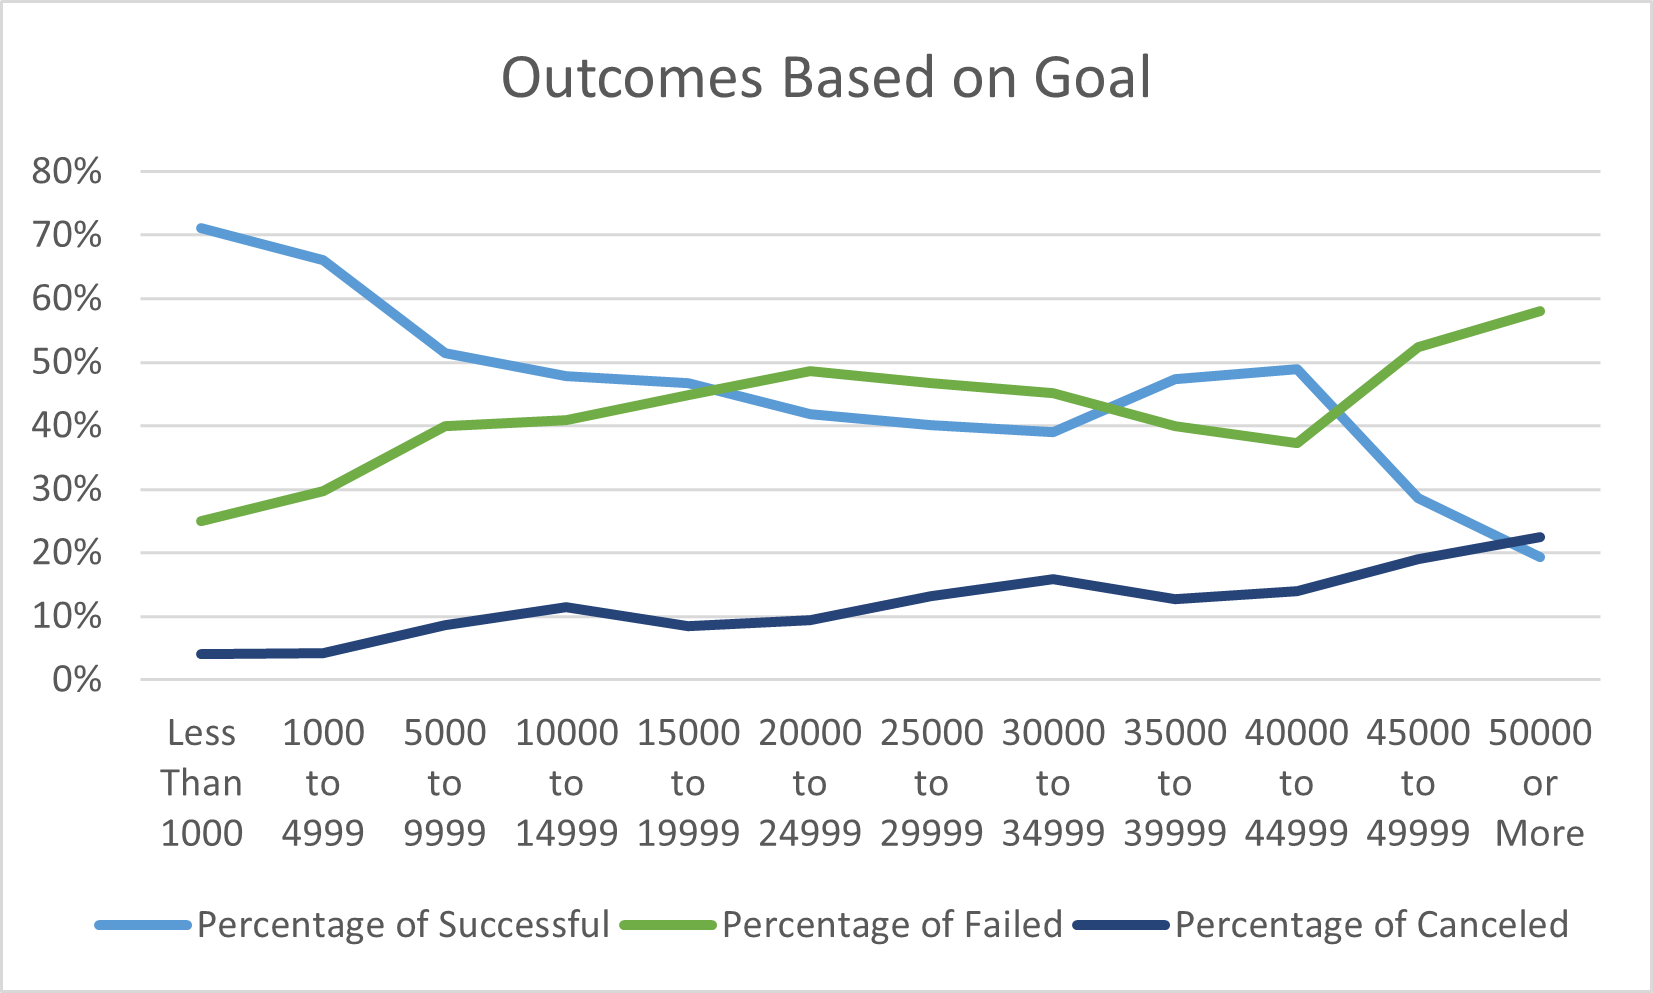 Outcomes Based on Goal
80%
70%
60%
50%
40%
30%
20%
10%
0%
Less Than 1000
1000 to 4999
5000 to 9999
10000 to 14999
15000 to 19999
20000 to 24999
25000 to 29999
30000 to 34999
35000 to 39999
40000 to 44999
45000 to 49999
50000 or More
Percentage of Successful
Percentage of Failed
Percentage of Canceled